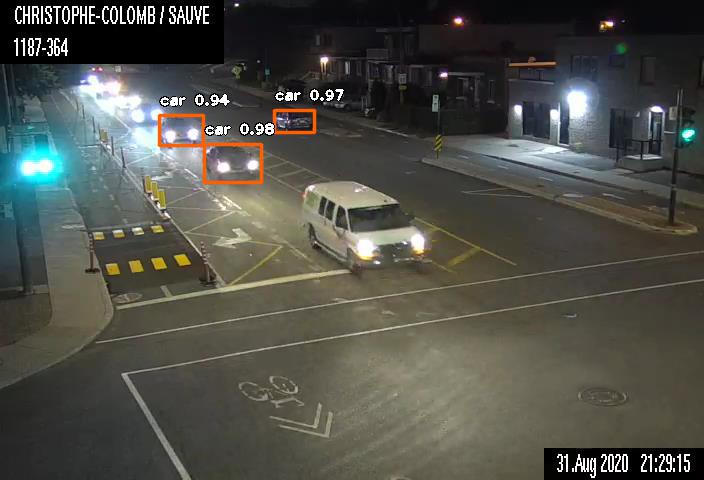 CHRISTOPHE-COLOMB / SAUVE
1187-364
car 0.94
car 0.97
car 0.98
31.Aug 2020 21:29:15